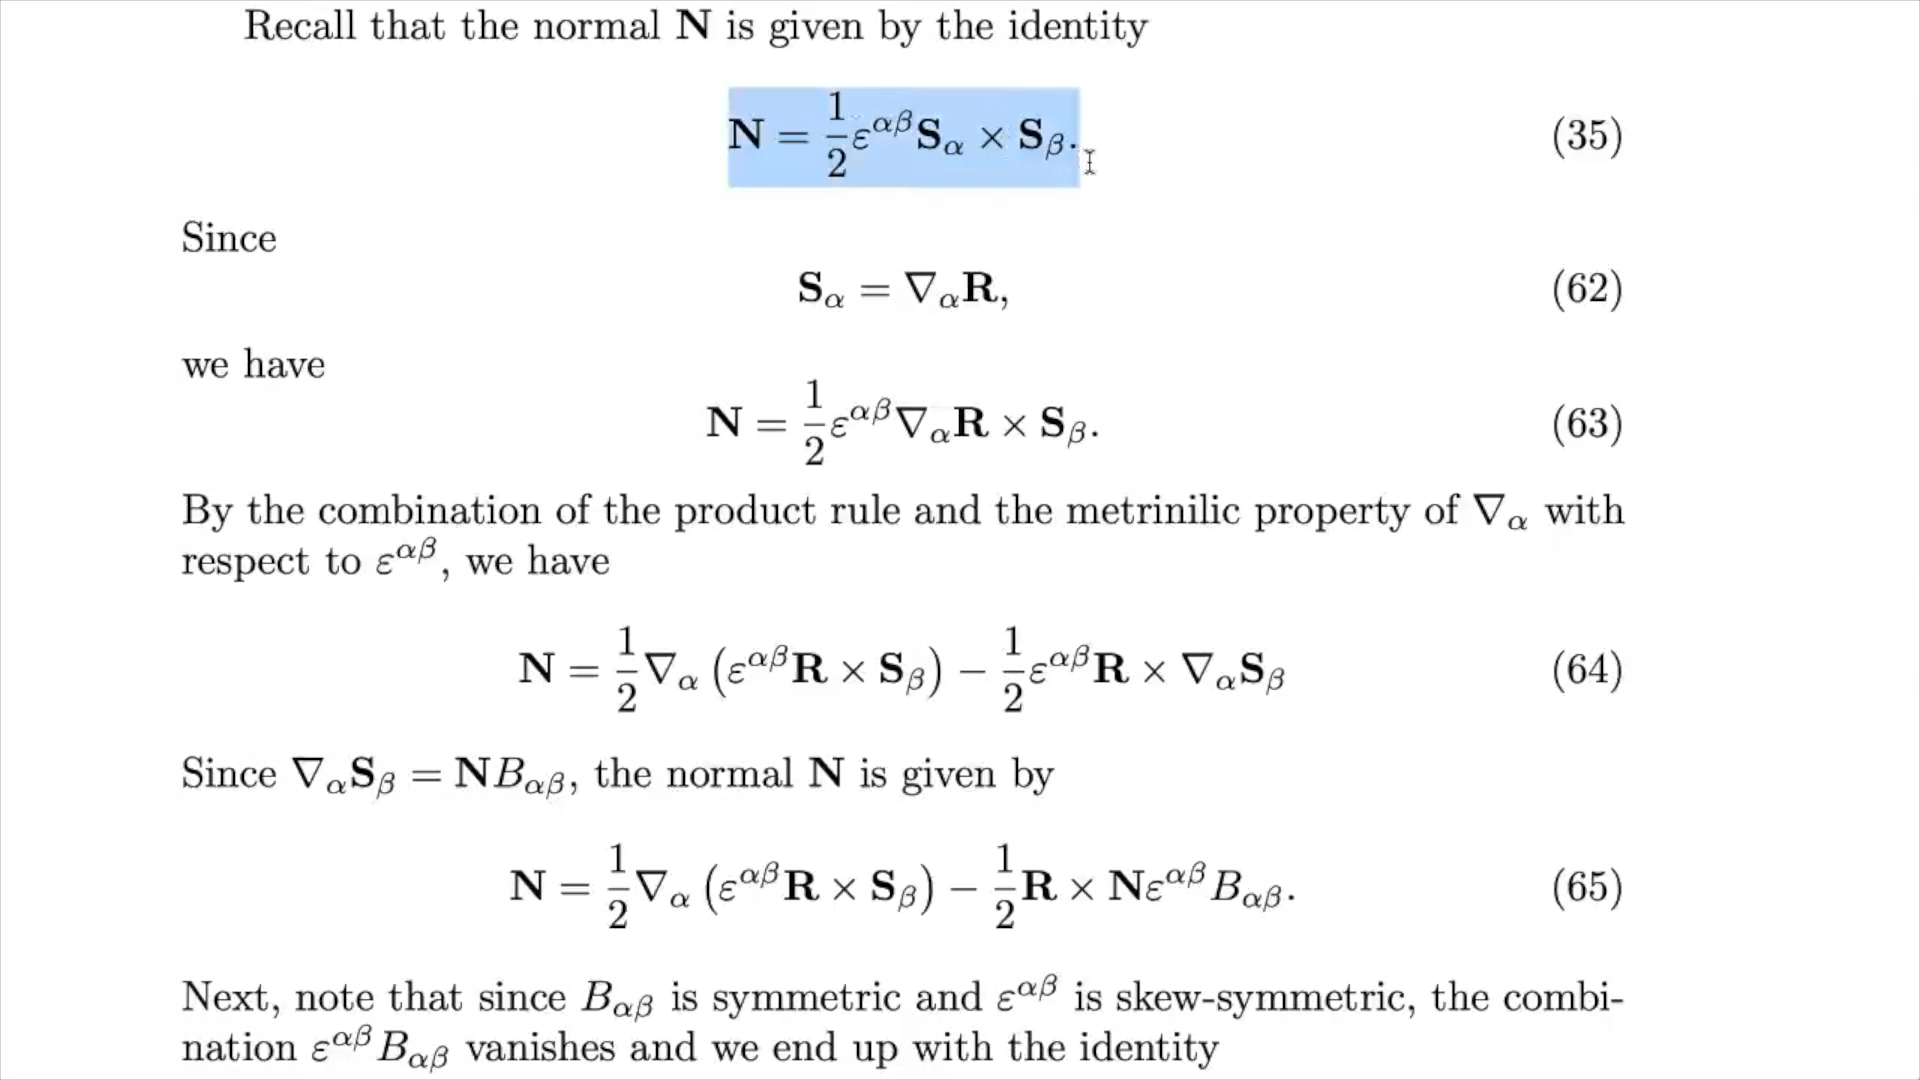 Recall that the normal N is given by the identity
N = 1/2 ε^{αβ} S_α × S_β. (35)
Since
S_α = ∇_α R, (62)
we have
N = 1/2 ε^{αβ} ∇_α R × S_β. (63)
By the combination of the product rule and the metrinilic property of ∇_α with
respect to ε^{αβ}, we have
N = 1/2 ∇_α (ε^{αβ} R × S_β) − 1/2 ε^{αβ} R × ∇_α S_β (64)
Since ∇_α S_β = N B_{αβ}, the normal N is given by
N = 1/2 ∇_α (ε^{αβ} R × S_β) − 1/2 R × N ε^{αβ} B_{αβ}. (65)
Next, note that since B_{αβ} is symmetric and ε^{αβ} is skew-symmetric, the combi-
nation ε^{αβ} B_{αβ} vanishes and we end up with the identity